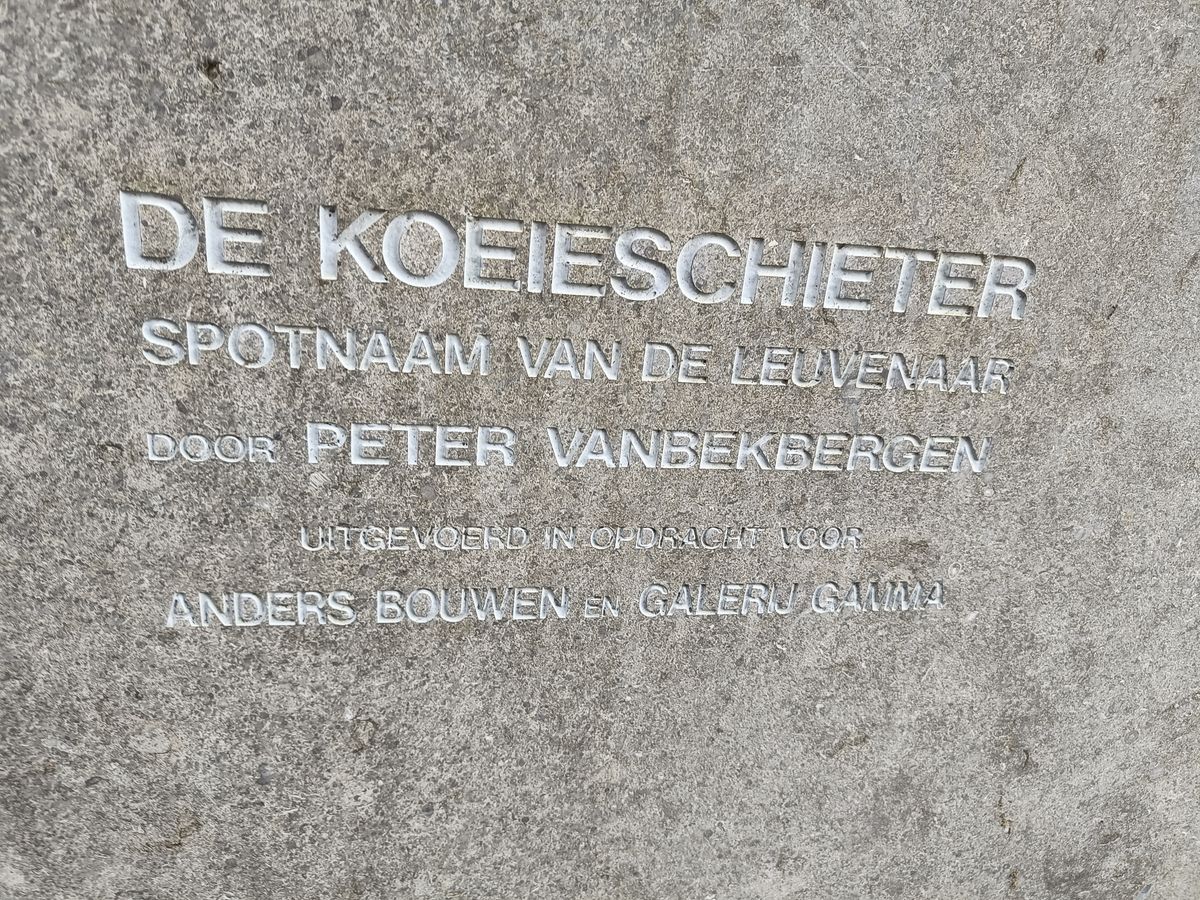 DE KOEIESCHIETER
SPOTNAAM VAN DE LEUVENAAR
DOOR PETER VANBEKBERGEN
UITGEVOERD IN OPDRACHT VOOR
ANDERS BOUWEN EN GALERIJ GAMMA